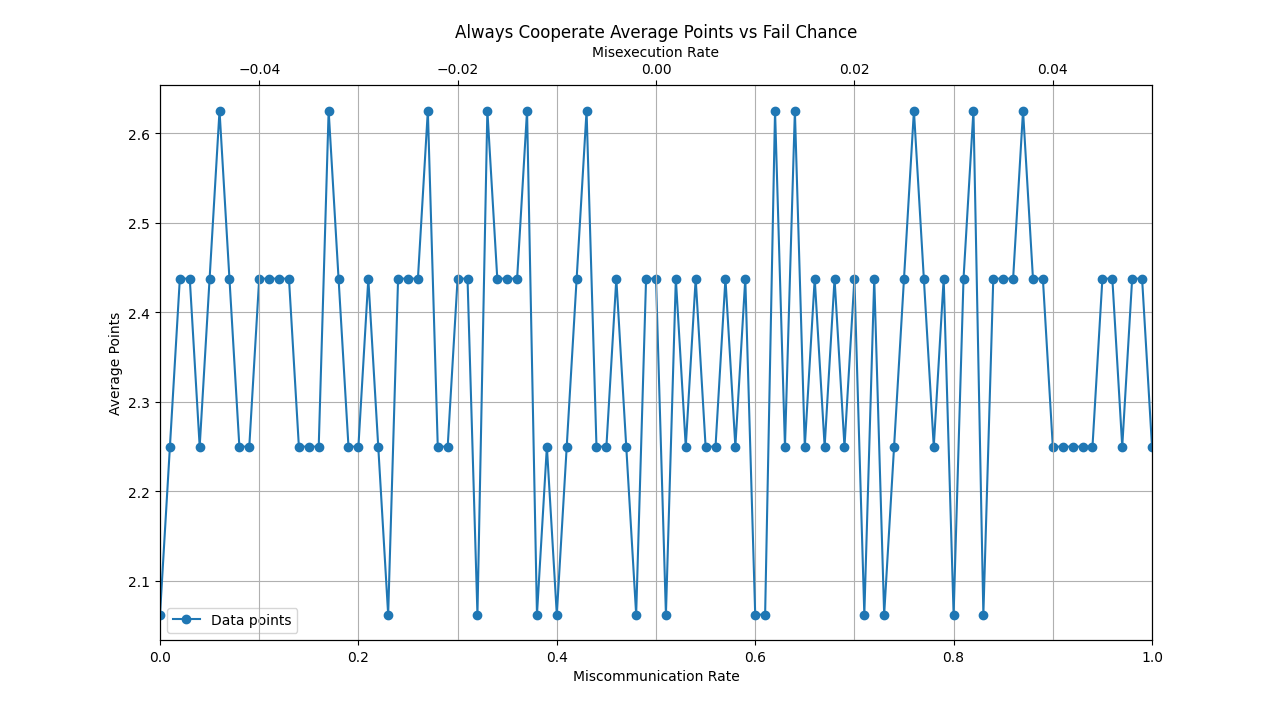 Always Cooperate Average Points vs Fail Chance
Misexecution Rate
−0.04 −0.02 0.00 0.02 0.04
Average Points
2.6
2.5
2.4
2.3
2.2
2.1
Data points
0.0 0.2 0.4 0.6 0.8 1.0
Miscommunication Rate